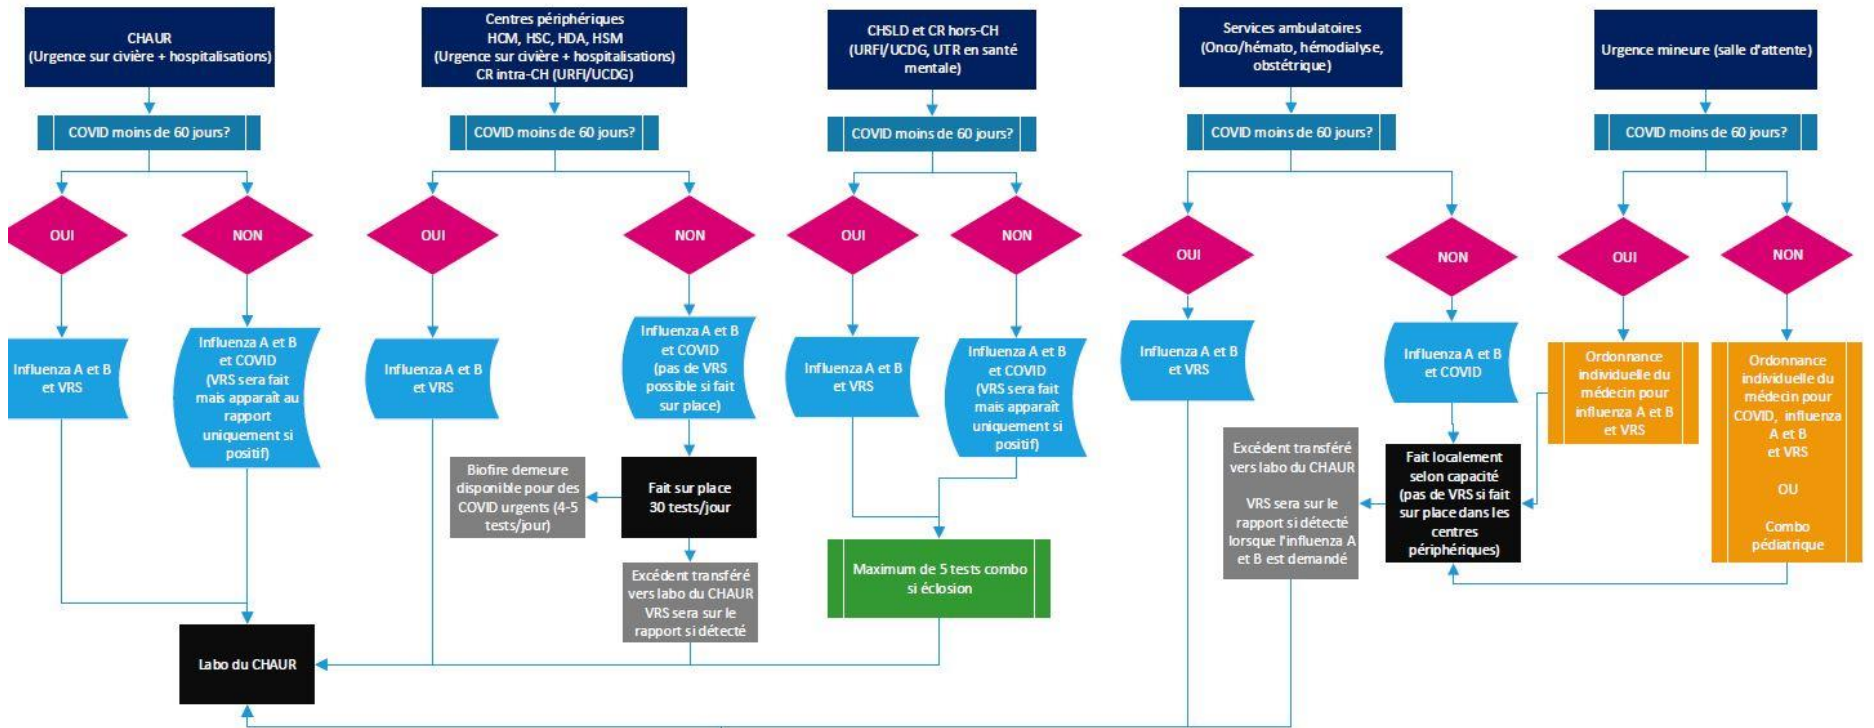 CHAUR
(Urgence sur civière + hospitalisations)
COVID moins de 60 jours?
OUI
NON
Influenza A et B
et VRS
Influenza A et B
et COVID
(VRS sera fait
mais apparaît au
rapport
uniquement si
positif)
Labo du CHAUR
Centres périphériques
HCM, HSC, HDA, HSM
(Urgence sur civière + hospitalisations)
CR intra-CH (URFI/UCDG)
COVID moins de 60 jours?
OUI
NON
Influenza A et B
et VRS
Influenza A et B
et COVID
(pas de VRS
possible si fait
sur place)
Biofire demeure
disponible pour des
COVID urgents (4-5
tests/jour)
Fait sur place
30 tests/jour
Excédent transféré
vers labo du CHAUR
VRS sera sur le
rapport si détecté
CHSLD et CR hors-CH
(URFI/UCDG, UTR en santé
mentale)
COVID moins de 60 jours?
OUI
NON
Influenza A et B
et VRS
Influenza A et B
et COVID
(VRS sera fait
mais apparaît
uniquement si
positif)
Maximum de 5 tests combo
si éclosion
Services ambulatoires
(Onco/hémato, hémodialyse,
obstétrique)
COVID moins de 60 jours?
OUI
NON
Influenza A et B
et VRS
Influenza A et B
et COVID
Excédent transféré
vers labo du CHAUR
VRS sera sur le
rapport si détecté
lorsque l'influenza A
et B est demandé
Fait localement
selon capacité
(pas de VRS si fait
sur place dans les
centres
périphériques)
Urgence mineure (salle d'attente)
COVID moins de 60 jours?
OUI
NON
Ordonnance
individuelle du
médecin pour
influenza A et B
et VRS
Ordonnance
individuelle du
médecin pour
COVID, influenza
A et B
et VRS
OU
Combo
pédiatrique